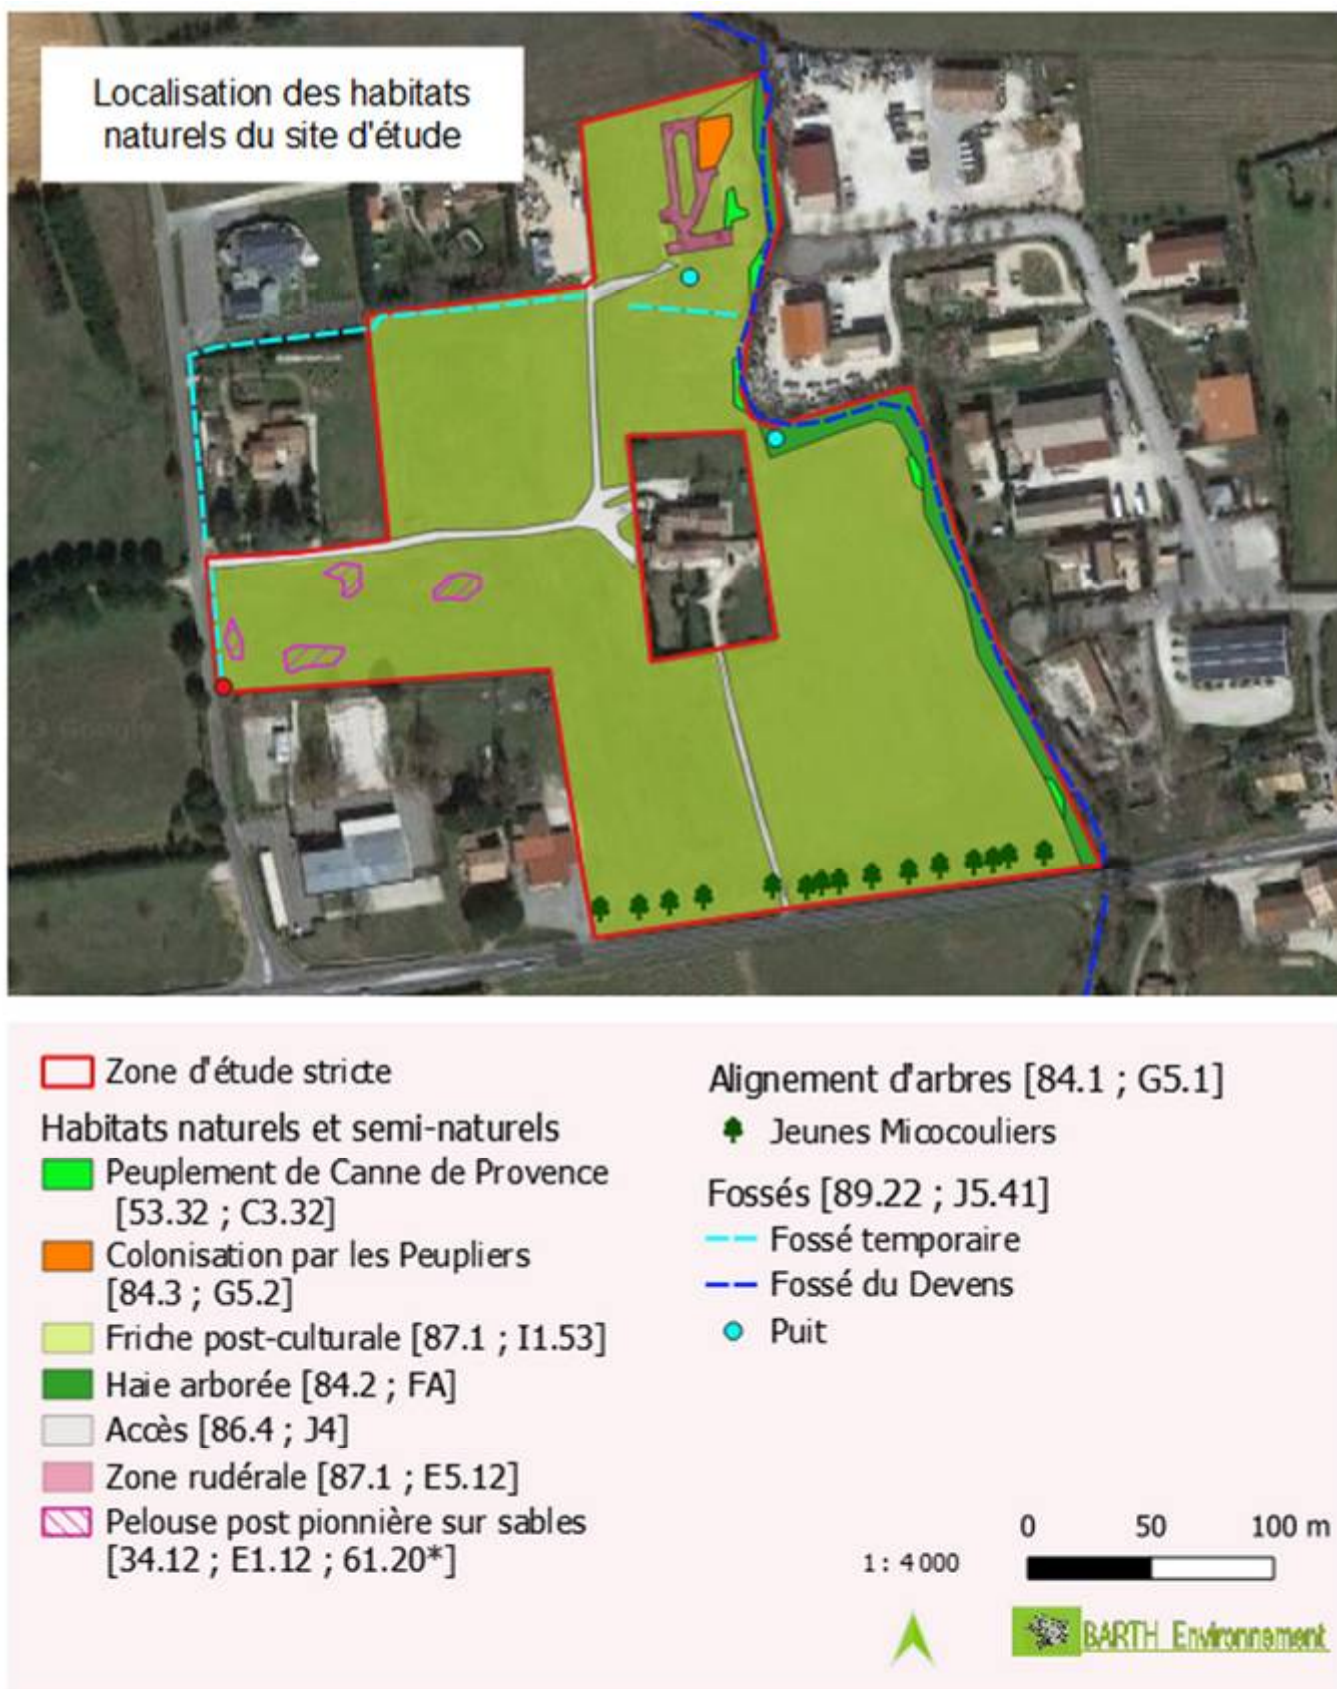 Localisation des habitats
naturels du site d'étude
Zone d'étude stricte
Habitats naturels et semi-naturels
Peuplement de Canne de Provence
[53.32 ; C3.32]
Colonisation par les Peupliers
[84.3 ; G5.2]
Friche post-culturale [87.1 ; I1.53]
Haie arborée [84.2 ; FA]
Accès [86.4 ; J4]
Zone rudérale [87.1 ; E5.12]
Pelouse post pionnière sur sables
[34.12 ; E1.12 ; 61.20*]
Alignement d'arbres [84.1 ; G5.1]
Jeunes Micocouliers
Fossés [89.22 ; J5.41]
Fossé temporaire
Fossé du Devens
Puit
0 50 100 m
1 : 4 000
BARTH Environnement